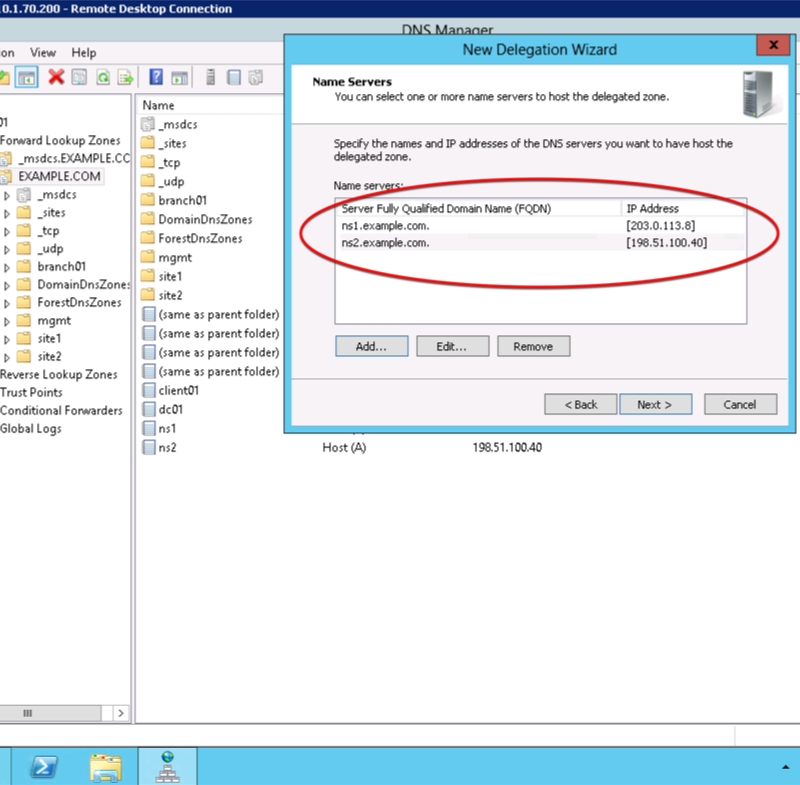 0.1.70.200 - Remote Desktop Connection
DNS Manager
on View Help
New Delegation Wizard
x
Name Servers
You can select one or more name servers to host the delegated zone.
Specify the names and IP addresses of the DNS servers you want to have host the
delegated zone.
Name servers:
Server Fully Qualified Domain Name (FQDN) IP Address
ns1.example.com. [203.0.113.8]
ns2.example.com. [198.51.100.40]
Add... Edit... Remove
< Back Next > Cancel
01
Forward Lookup Zones
_msdcs.EXAMPLE.CO
EXAMPLE.COM
_msdcs
_sites
_tcp
_udp
branch01
DomainDnsZones
ForestDnsZones
mgmt
site1
site2
Reverse Lookup Zones
Trust Points
Conditional Forwarders
Global Logs
Name
_msdcs
_sites
_tcp
_udp
branch01
DomainDnsZones
ForestDnsZones
mgmt
site1
site2
(same as parent folder)
(same as parent folder)
(same as parent folder)
(same as parent folder)
client01
dc01
ns1
ns2 Host (A) 198.51.100.40